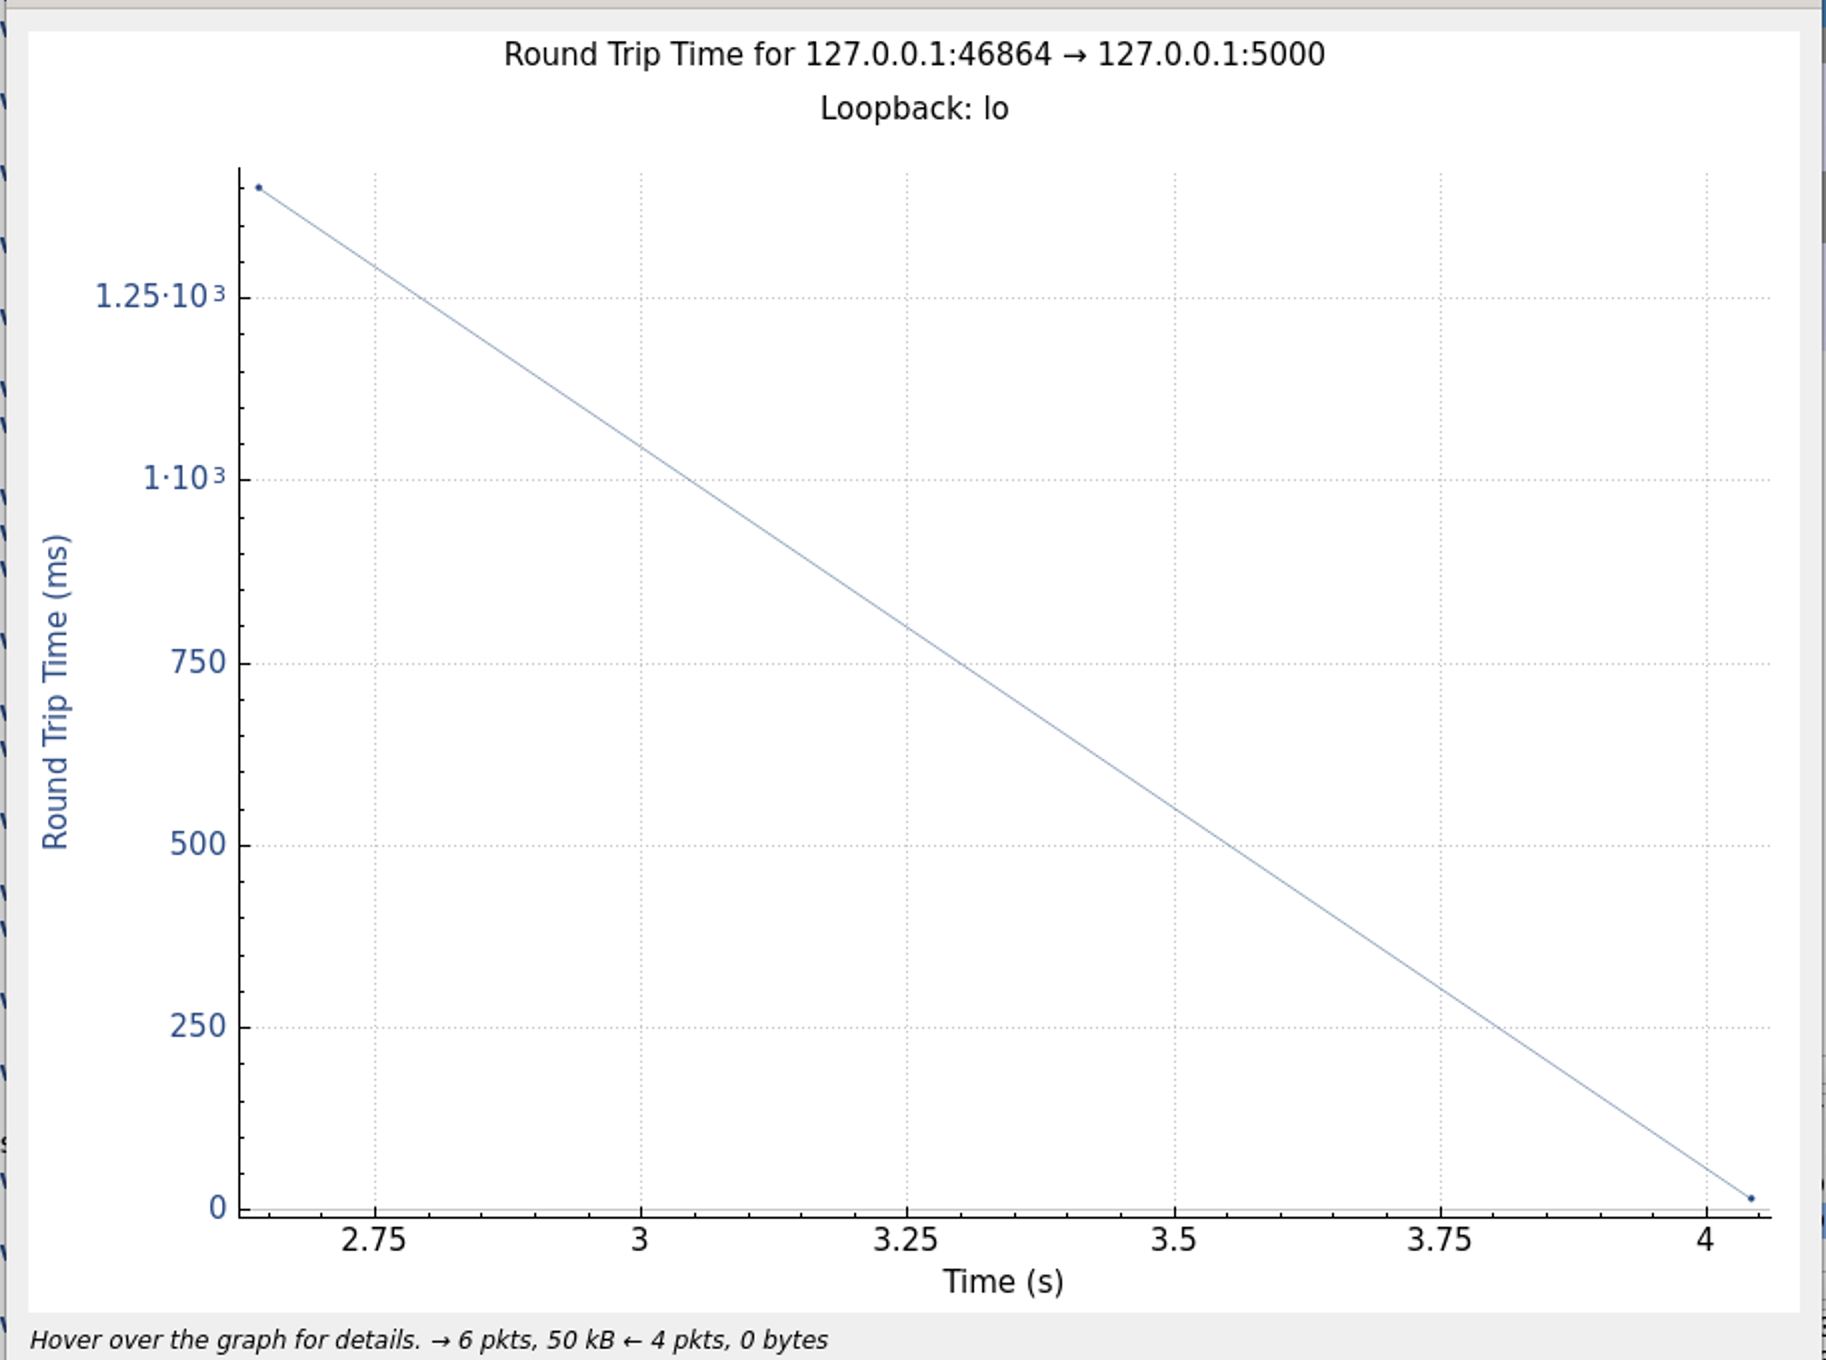 Round Trip Time for 127.0.0.1:46864 → 127.0.0.1:5000
Loopback: lo
1.25·10³
1·10³
750
500
250
0
Round Trip Time (ms)
2.75 3 3.25 3.5 3.75 4
Time (s)
Hover over the graph for details. → 6 pkts, 50 kB ← 4 pkts, 0 bytes